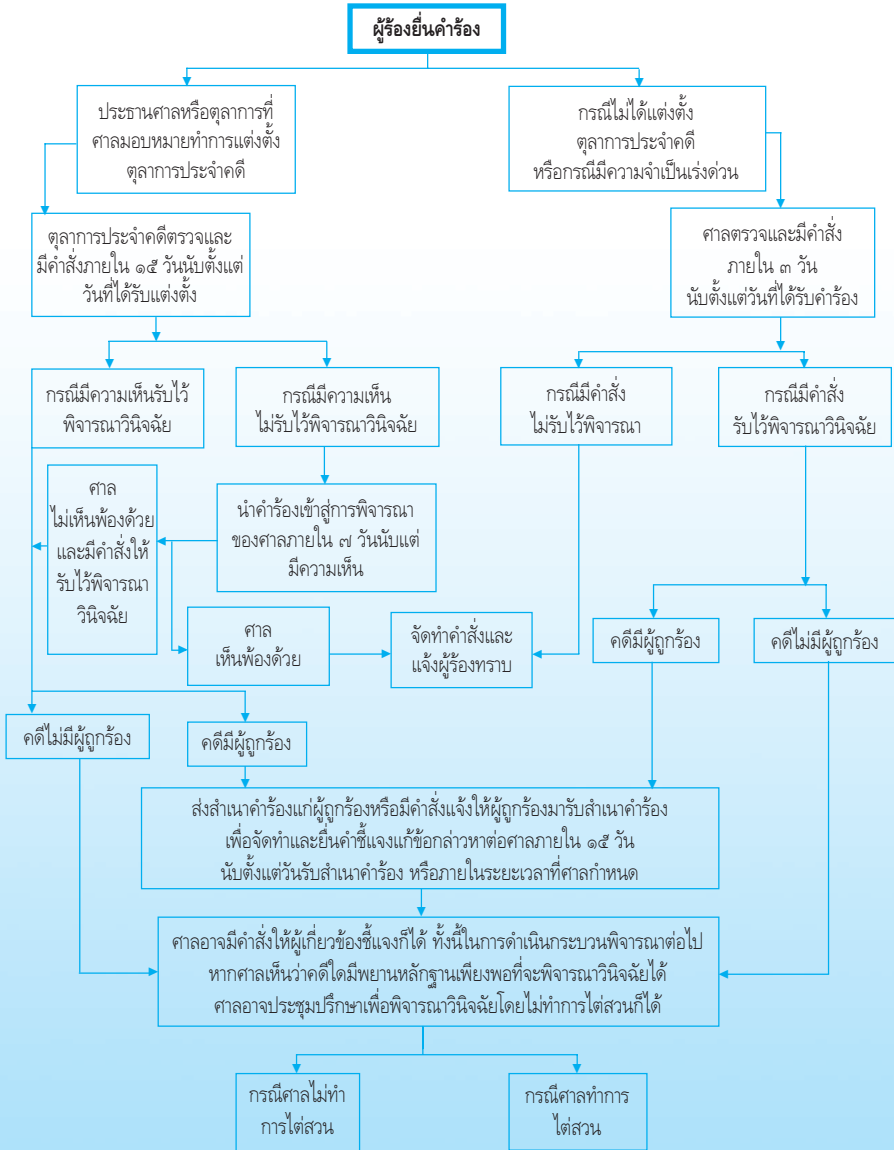 ผู้ร้องยื่นคำร้อง
ประธานศาลหรือตุลาการที่
ศาลมอบหมายทำการแต่งตั้ง
ตุลาการประจำคดี
กรณีไม่ได้แต่งตั้ง
ตุลาการประจำคดี
หรือกรณีมีความจำเป็นเร่งด่วน
ตุลาการประจำคดีตรวจและ
มีคำสั่งภายใน ๑๕ วันนับตั้งแต่
วันที่ได้รับแต่งตั้ง
ศาลตรวจและมีคำสั่ง
ภายใน ๓ วัน
นับตั้งแต่วันที่ได้รับคำร้อง
กรณีมีความเห็นรับไว้
พิจารณาวินิจฉัย
กรณีมีความเห็น
ไม่รับไว้พิจารณาวินิจฉัย
กรณีมีคำสั่ง
ไม่รับไว้พิจารณา
กรณีมีคำสั่ง
รับไว้พิจารณาวินิจฉัย
ศาล
ไม่เห็นพ้องด้วย
และมีคำสั่งให้
รับไว้พิจารณา
วินิจฉัย
นำคำร้องเข้าสู่การพิจารณา
ของศาลภายใน ๗ วันนับแต่
มีความเห็น
ศาล
เห็นพ้องด้วย
จัดทำคำสั่งและ
แจ้งผู้ร้องทราบ
คดีมีผู้ถูกร้อง
คดีไม่มีผู้ถูกร้อง
คดีไม่มีผู้ถูกร้อง
คดีมีผู้ถูกร้อง
ส่งสำเนาคำร้องแก่ผู้ถูกร้องหรือมีคำสั่งแจ้งให้ผู้ถูกร้องมารับสำเนาคำร้อง
เพื่อจัดทำและยื่นคำชี้แจงแก้ข้อกล่าวหาต่อศาลภายใน ๑๕ วัน
นับตั้งแต่วันรับสำเนาคำร้อง หรือภายในระยะเวลาที่ศาลกำหนด
ศาลอาจมีคำสั่งให้ผู้เกี่ยวข้องชี้แจงก็ได้ ทั้งนี้ในการดำเนินกระบวนพิจารณาต่อไป
หากศาลเห็นว่าคดีใดมีพยานหลักฐานเพียงพอที่จะพิจารณาวินิจฉัยได้
ศาลอาจประชุมปรึกษาเพื่อพิจารณาวินิจฉัยโดยไม่ทำการไต่สวนก็ได้
กรณีศาลไม่ทำ
การไต่สวน
กรณีศาลทำการ
ไต่สวน